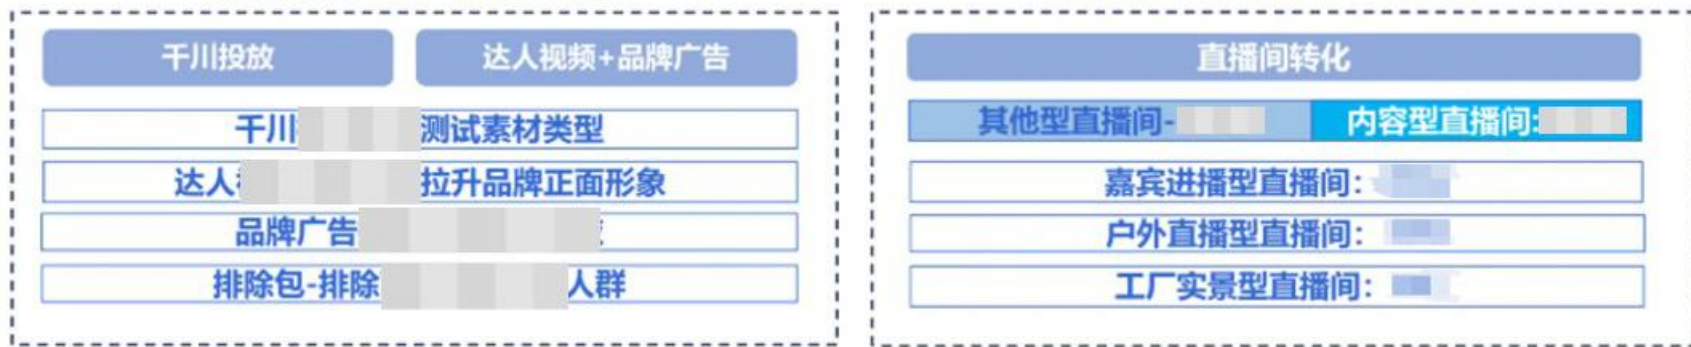 千川投放
达人视频+品牌广告
千川 测试素材类型
达人 拉升品牌正面形象
品牌广告
排除包-排除 人群
直播间转化
其他型直播间-
内容型直播间:
嘉宾进播型直播间：
户外直播型直播间：
工厂实景型直播间：